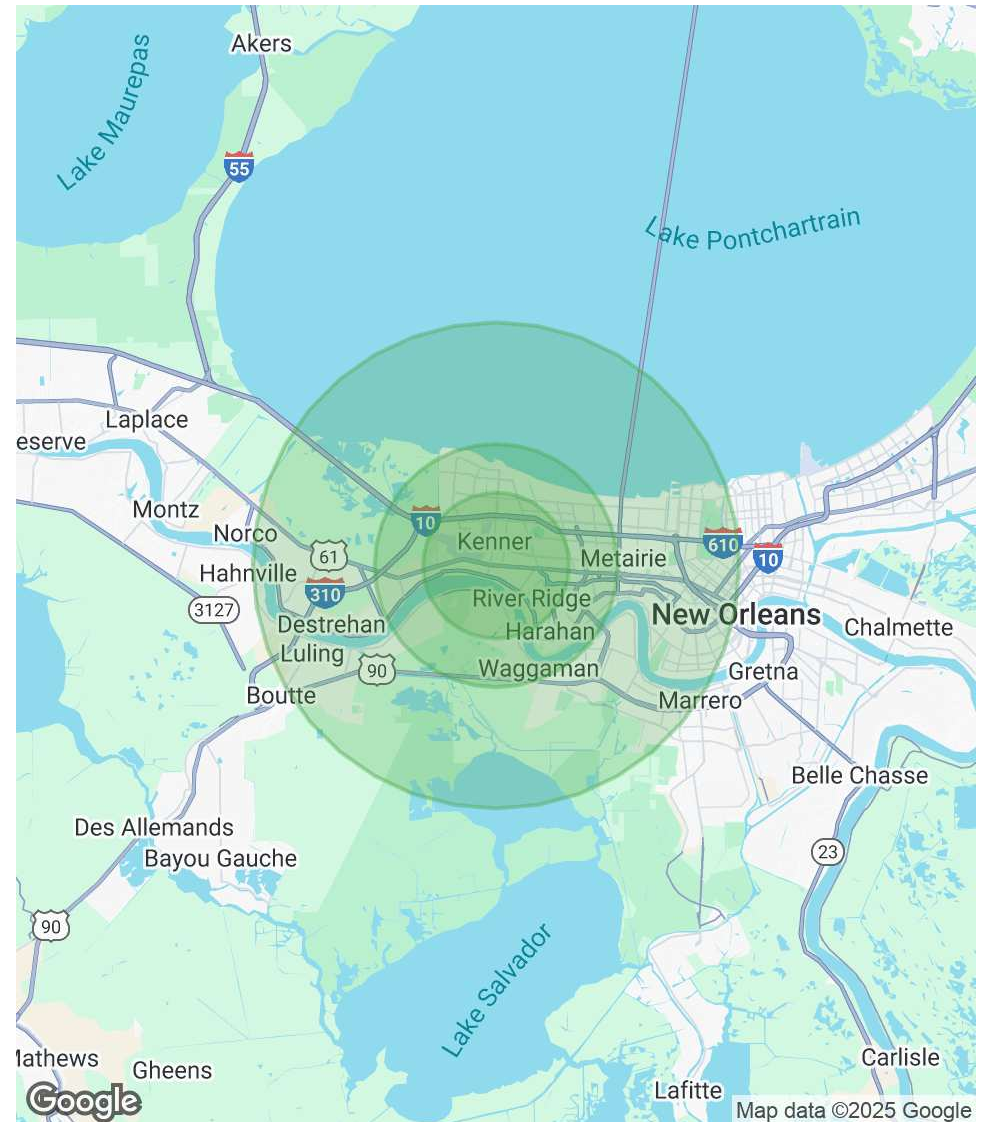 Akers
Lake Maurepas
55
Lake Pontchartrain
Laplace
eserve
Montz
Norco
10
Kenner
61
Metairie
610
10
Hahnville
310
3127
River Ridge
New Orleans
Destrehan
Harahan
Chalmette
Luling
90
Waggaman
Gretna
Boutte
Marrero
Belle Chasse
Des Allemands
Bayou Gauche
23
90
Lake Salvador
Mathews
Gheens
Carlisle
Lafitte
Google
Map data ©2025 Google